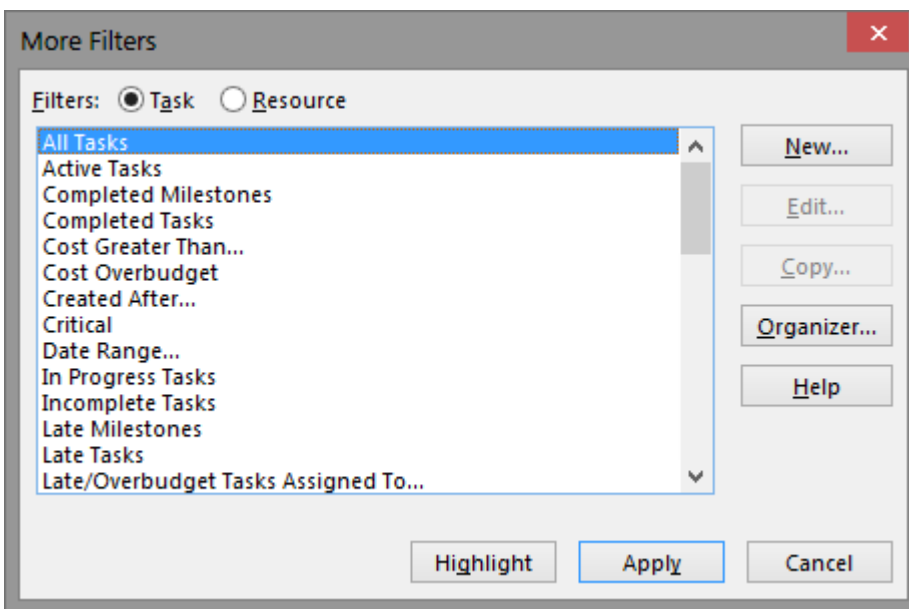 More Filters
Filters: Task Resource
All Tasks
Active Tasks
Completed Milestones
Completed Tasks
Cost Greater Than...
Cost Overbudget
Created After...
Critical
Date Range...
In Progress Tasks
Incomplete Tasks
Late Milestones
Late Tasks
Late/Overbudget Tasks Assigned To...
New...
Edit...
Copy...
Organizer...
Help
Highlight Apply Cancel